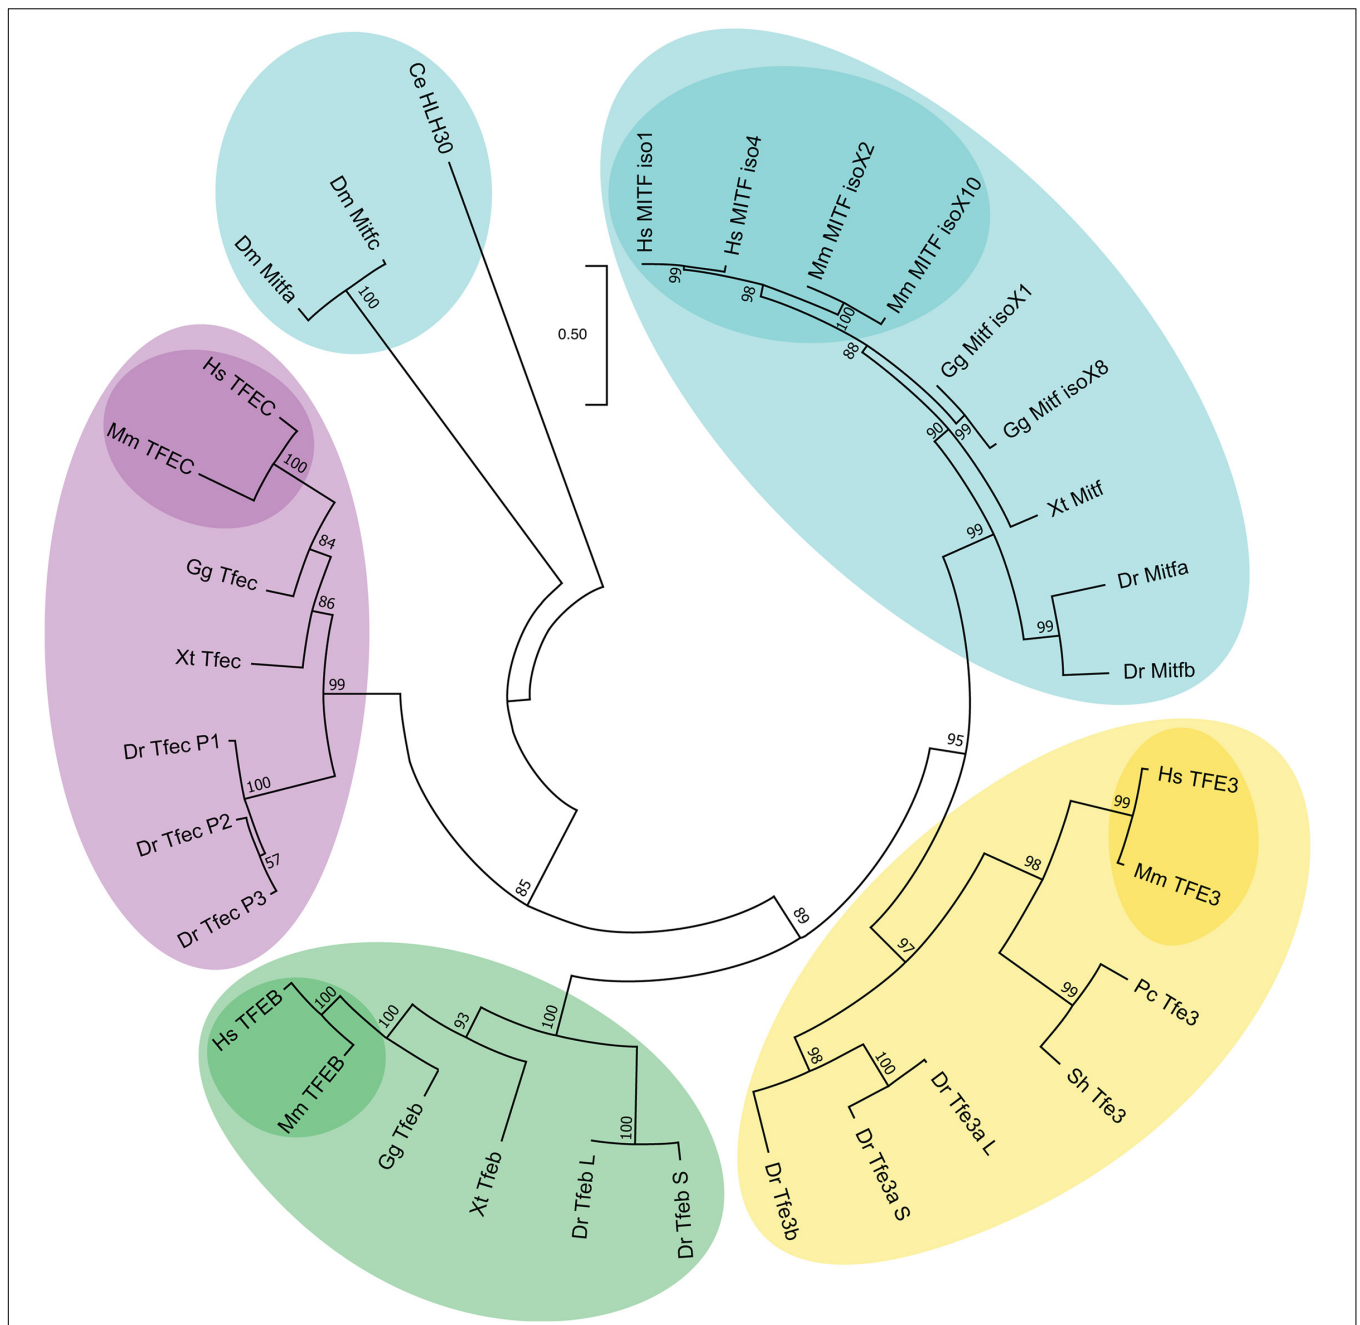 Ce HLH30
Dm Mitfc
Dm Mitfa
100
0.50
Hs MITF iso1
Hs MITF iso4
Mm MITF isoX2
Mm MITF isoX10
Gg Mitf isoX1
Gg Mitf isoX8
Xt Mitf
Dr Mitfa
Dr Mitfb
99
98
100
88
99
90
99
99
95
Hs TFE3
Mm TFE3
Pc Tfe3
Sh Tfe3
Dr Tfe3a L
Dr Tfe3a S
Dr Tfe3b
99
98
99
97
98
100
89
85
Hs TFEC
Mm TFEC
Gg Tfec
Xt Tfec
Dr Tfec P1
Dr Tfec P2
Dr Tfec P3
100
84
86
99
100
57
Hs TFEB
Mm TFEB
Gg Tfeb
Xt Tfeb
Dr Tfeb L
Dr Tfeb S
100
100
93
100
100